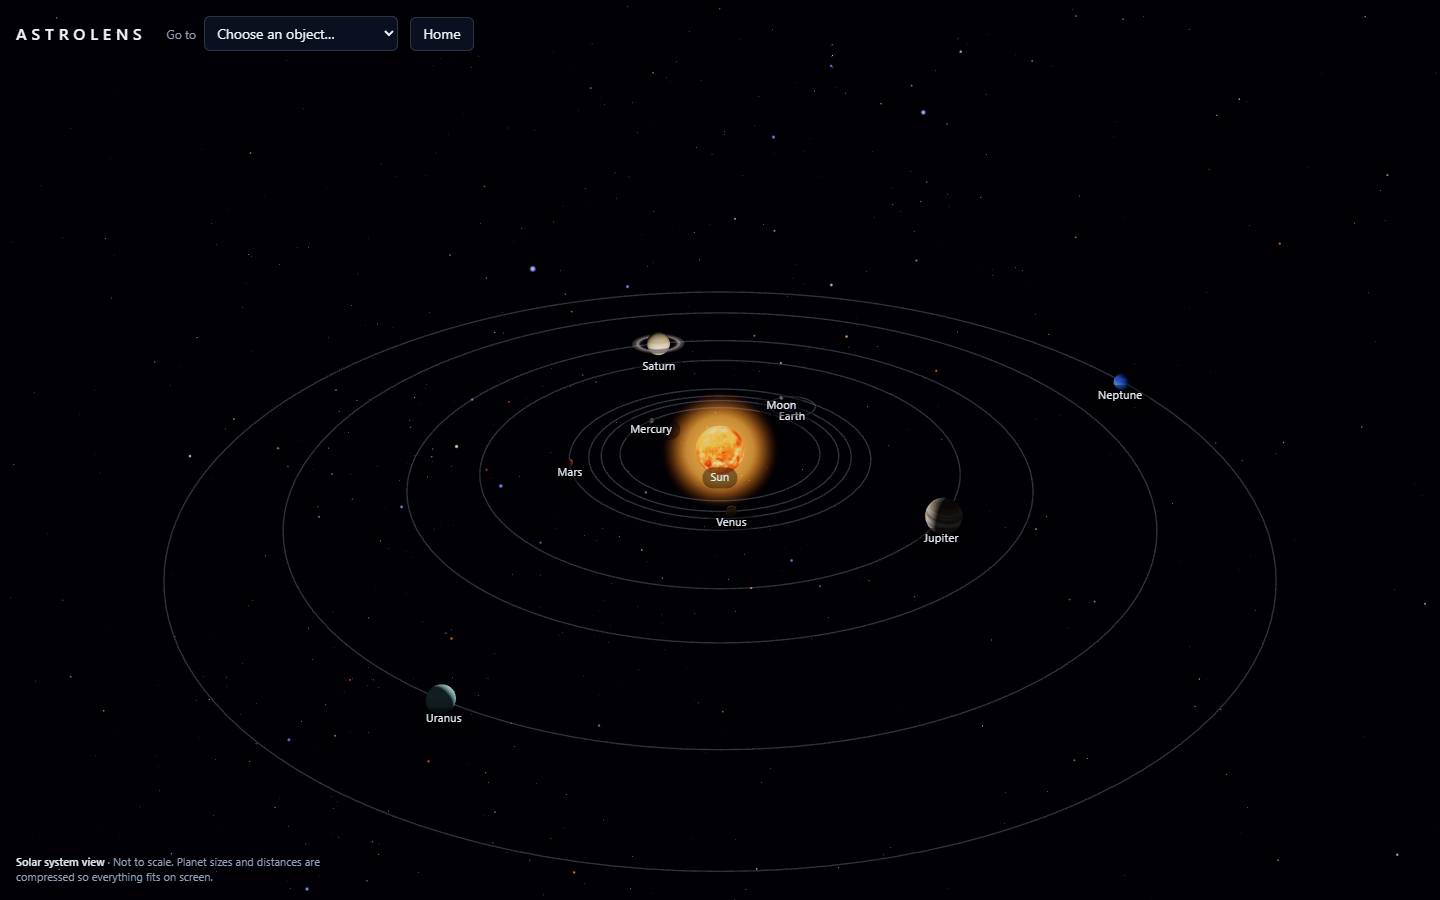 ASTROLENS Go to Choose an object... Home
Saturn
Neptune
Moon
Earth
Mercury
Mars
Sun
Venus
Jupiter
Uranus
Solar system view · Not to scale. Planet sizes and distances are
compressed so everything fits on screen.